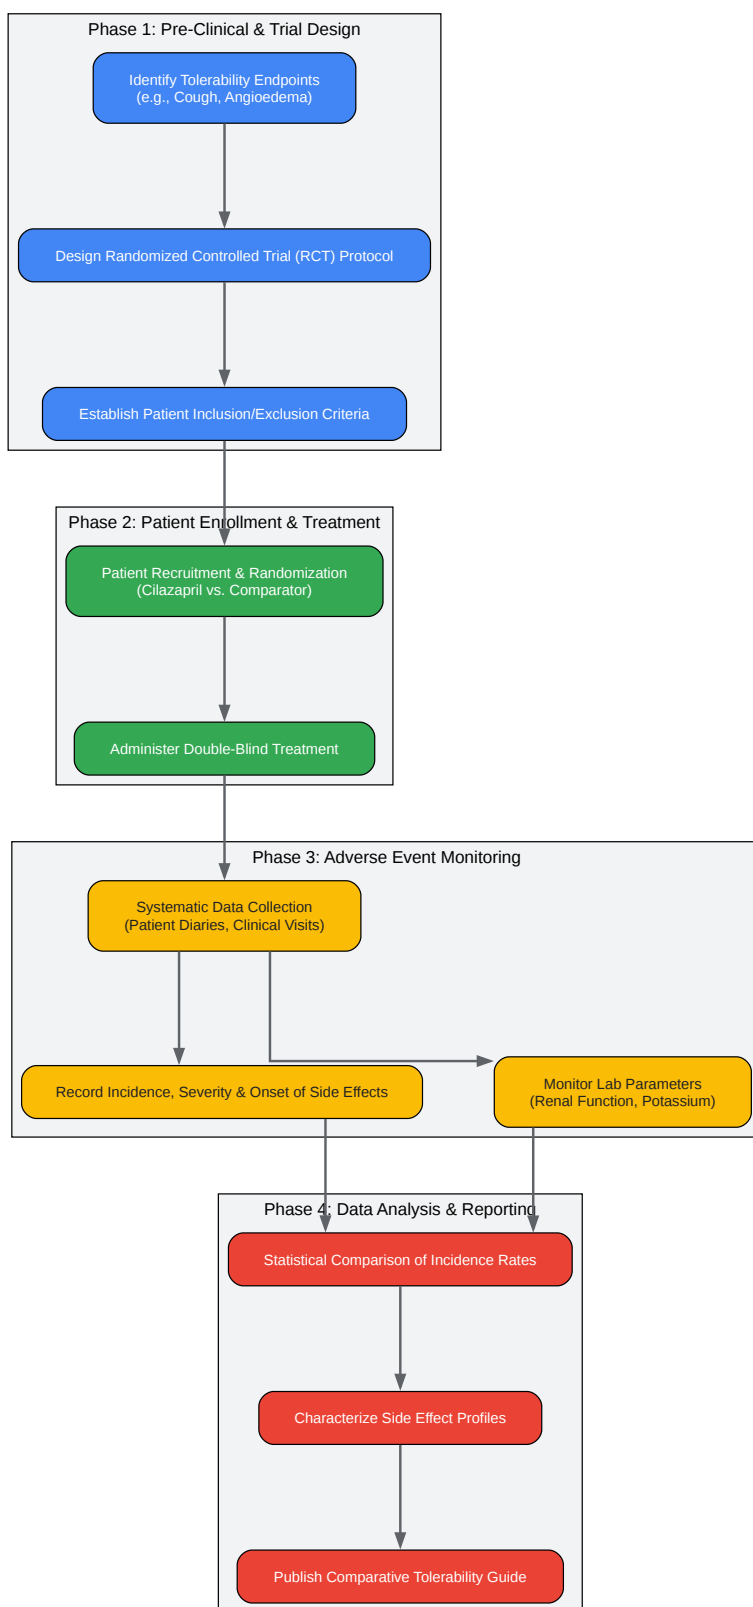 Phase 1: Pre-Clinical & Trial Design
Identify Tolerability Endpoints
(e.g., Cough, Angioedema)
Design Randomized Controlled Trial (RCT) Protocol
Establish Patient Inclusion/Exclusion Criteria
Phase 2: Patient Enrollment & Treatment
Patient Recruitment & Randomization
(Cilazapril vs. Comparator)
Administer Double-Blind Treatment
Phase 3: Adverse Event Monitoring
Systematic Data Collection
(Patient Diaries, Clinical Visits)
Record Incidence, Severity & Onset of Side Effects
Monitor Lab Parameters
(Renal Function, Potassium)
Phase 4: Data Analysis & Reporting
Statistical Comparison of Incidence Rates
Characterize Side Effect Profiles
Publish Comparative Tolerability Guide